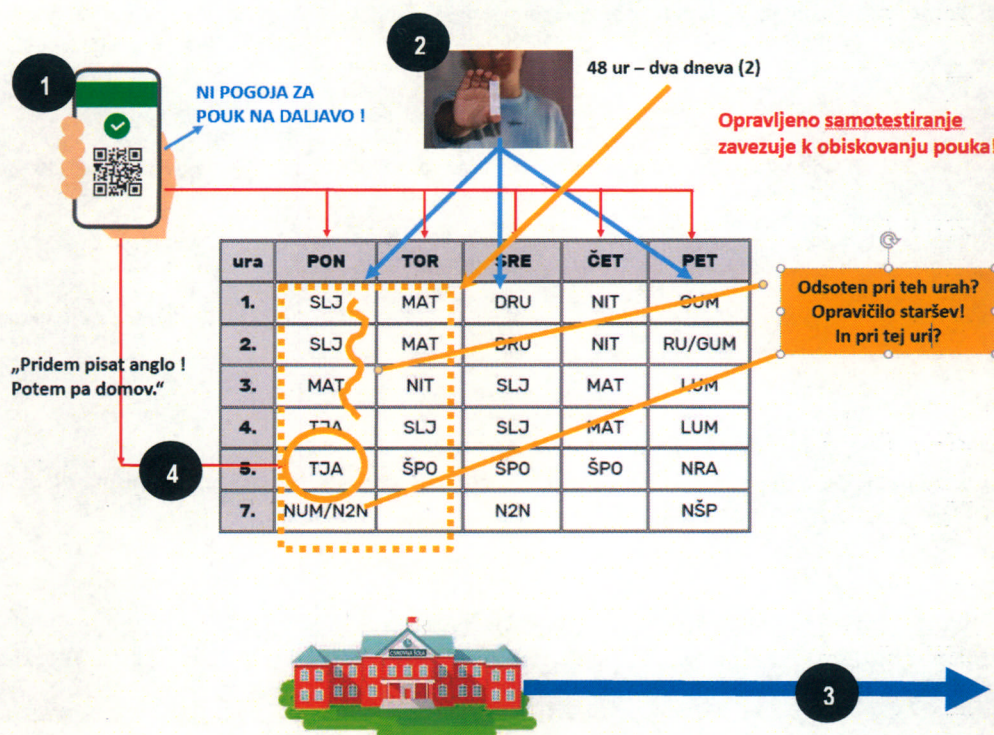 1
2
NI POGOJA ZA
POUK NA DALJAVO !
48 ur – dva dneva (2)
Opravljeno samotestiranje
zavezuje k obiskovanju pouka!
ura PON TOR SRE ČET PET
1. SLJ MAT DRU NIT GUM
2. SLJ MAT DRU NIT RU/GUM
3. MAT NIT SLJ MAT LUM
4. TJA SLJ SLJ MAT LUM
5. TJA ŠPO ŠPO ŠPO NRA
7. NUM/N2N N2N NŠP
Odsoten pri teh urah?
Opravičilo staršev!
In pri tej uri?
„Pridem pisat anglo !
Potem pa domov.“
4
OSNOVNA ŠOLA
3